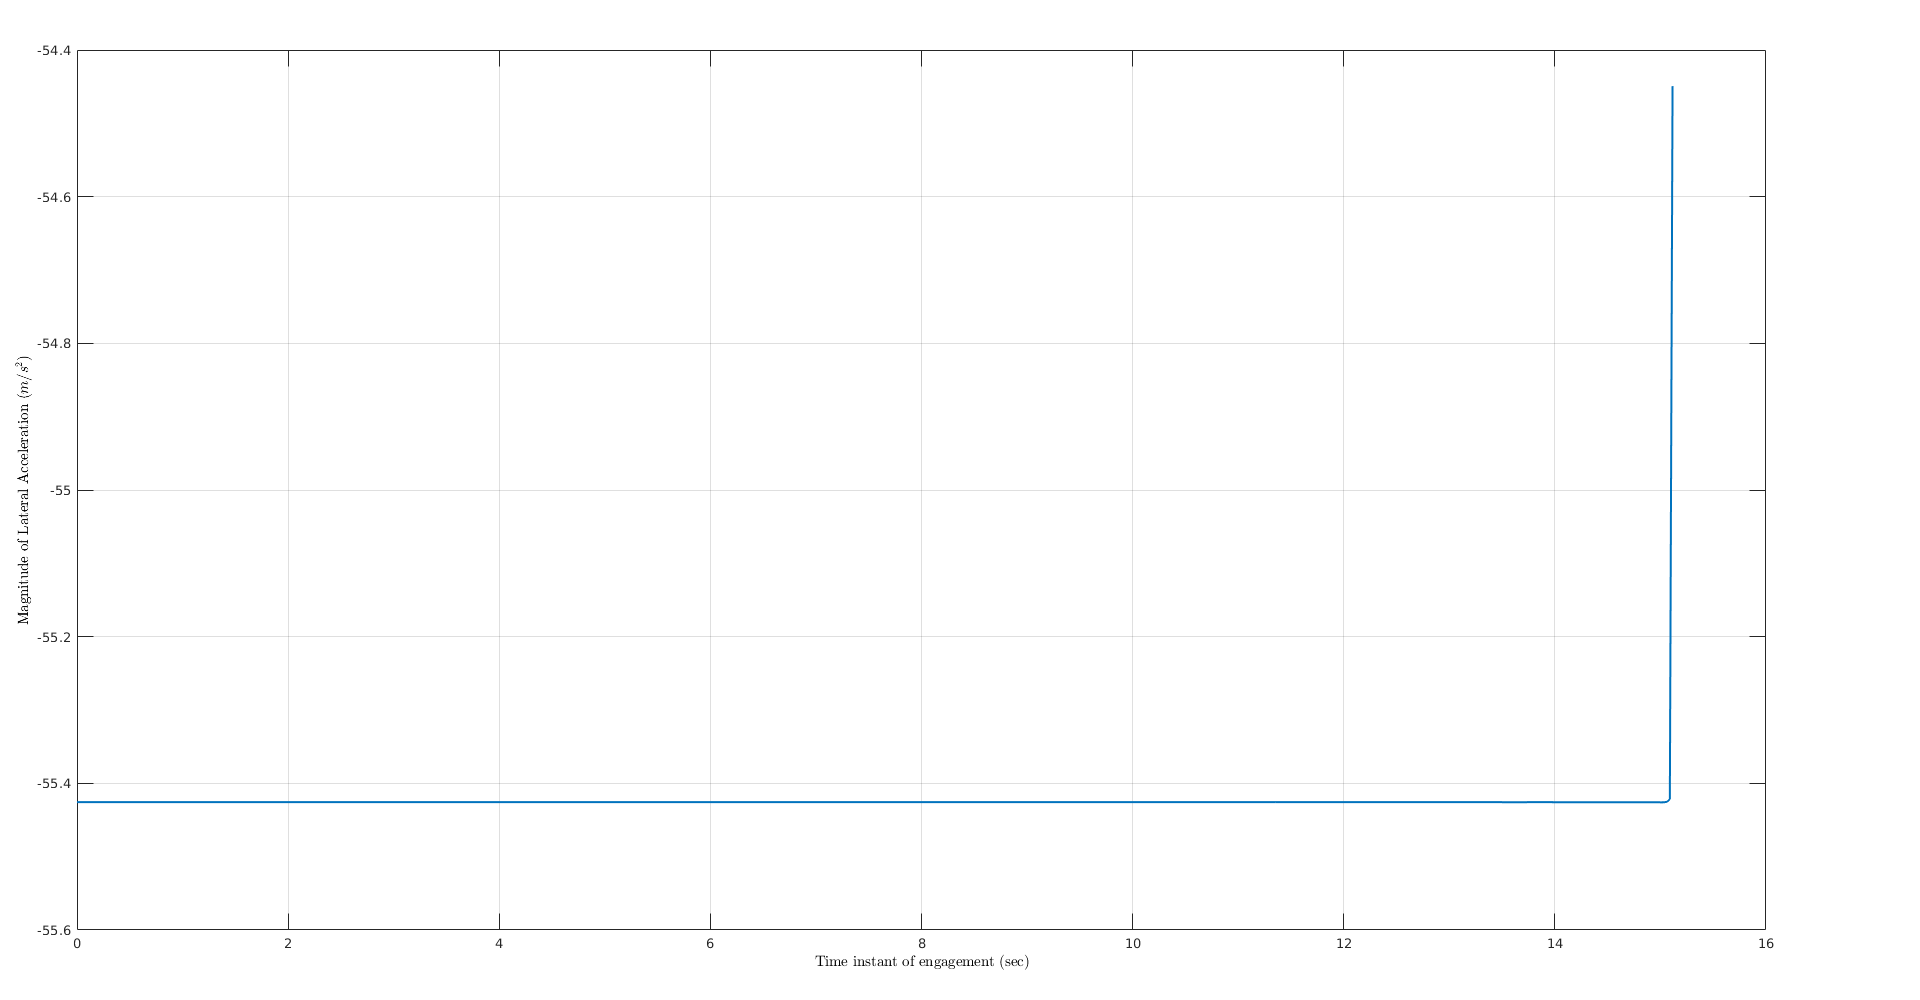 -54.4
-54.6
-54.8
-55
-55.2
-55.4
-55.6
Magnitude of Lateral Acceleration (m/s²)
0 2 4 6 8 10 12 14 16
Time instant of engagement (sec)